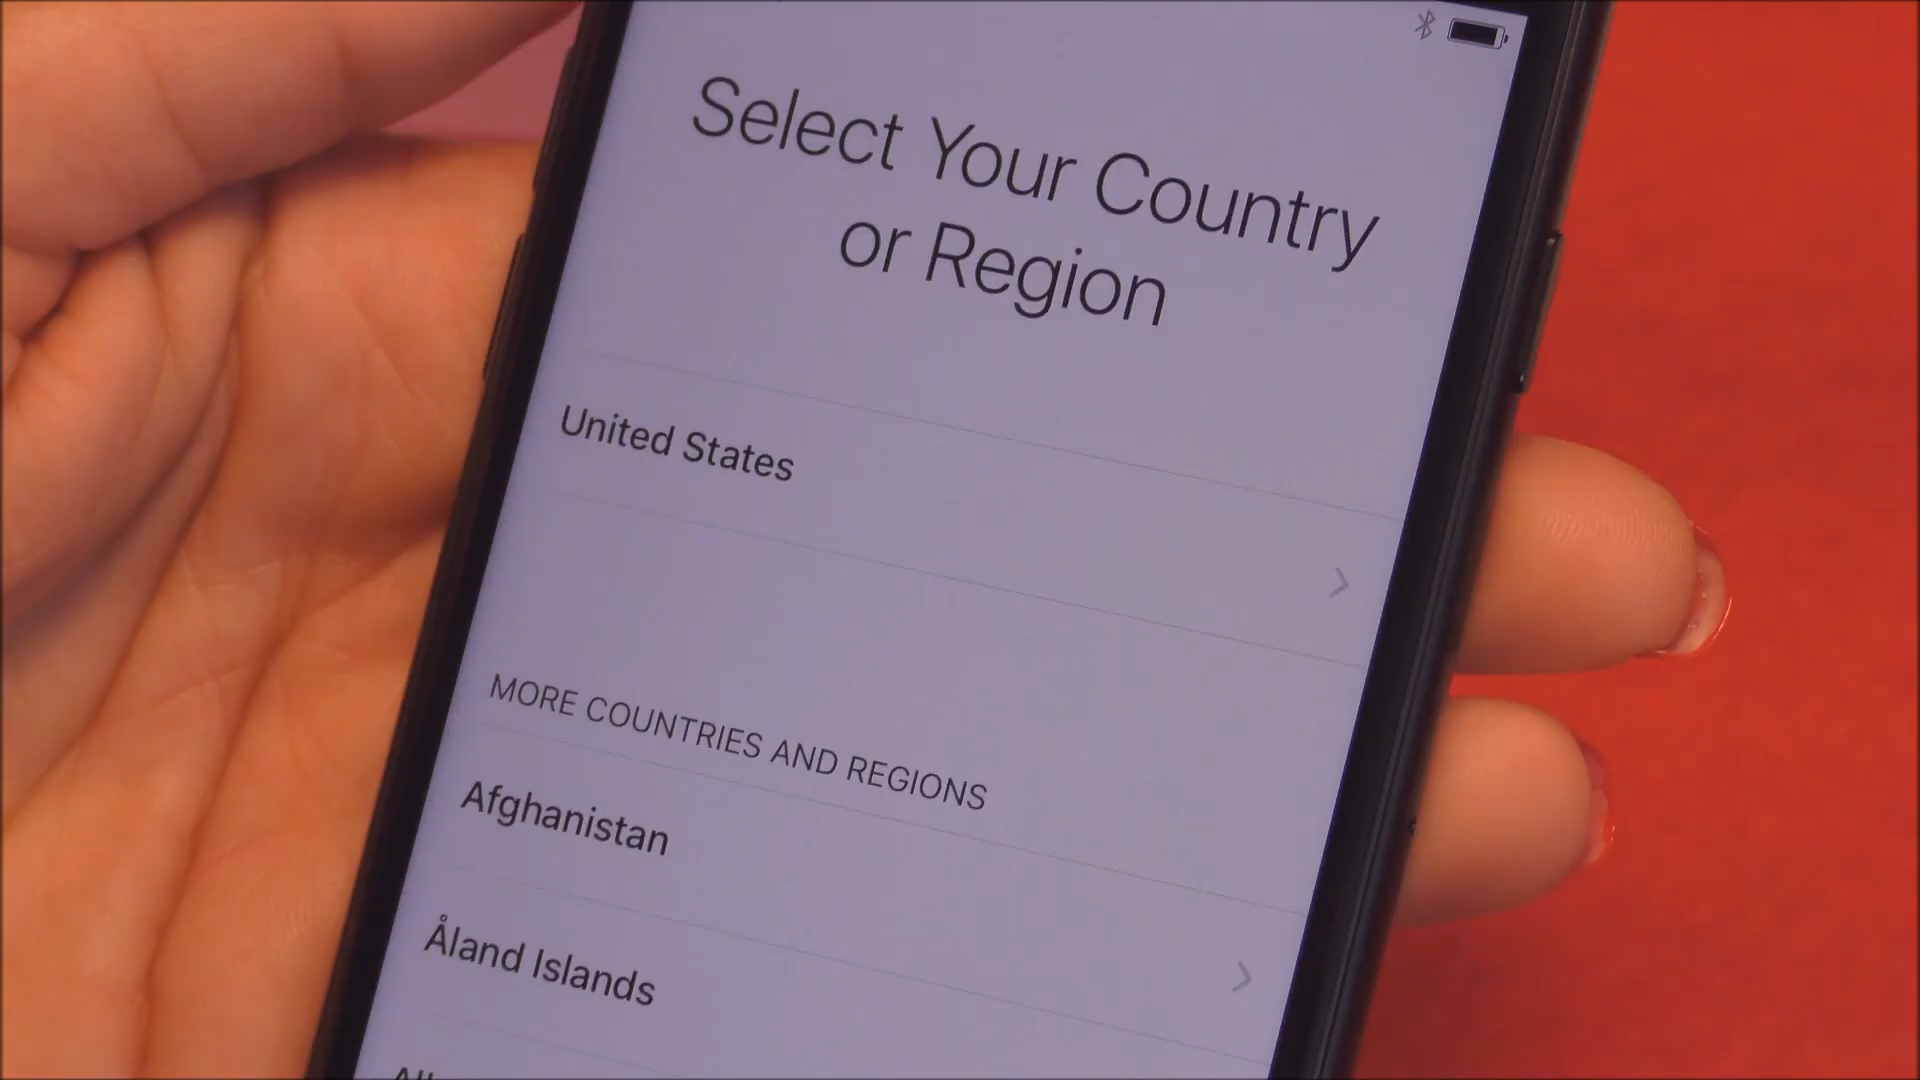 Select Your Country
or Region
United States
MORE COUNTRIES AND REGIONS
Afghanistan
Åland Islands